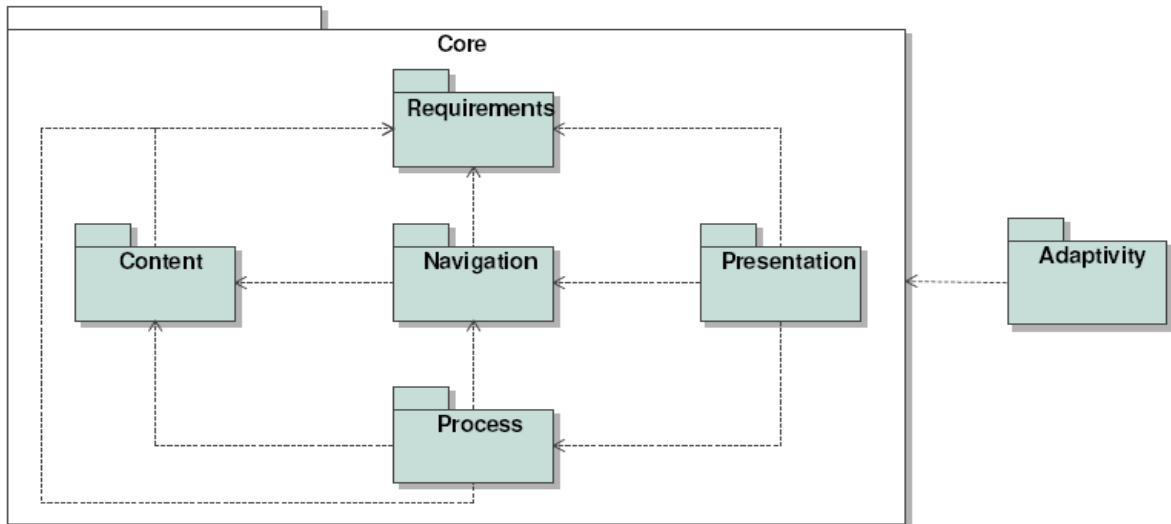 Core
Requirements
Content
Navigation
Presentation
Adaptivity
Process